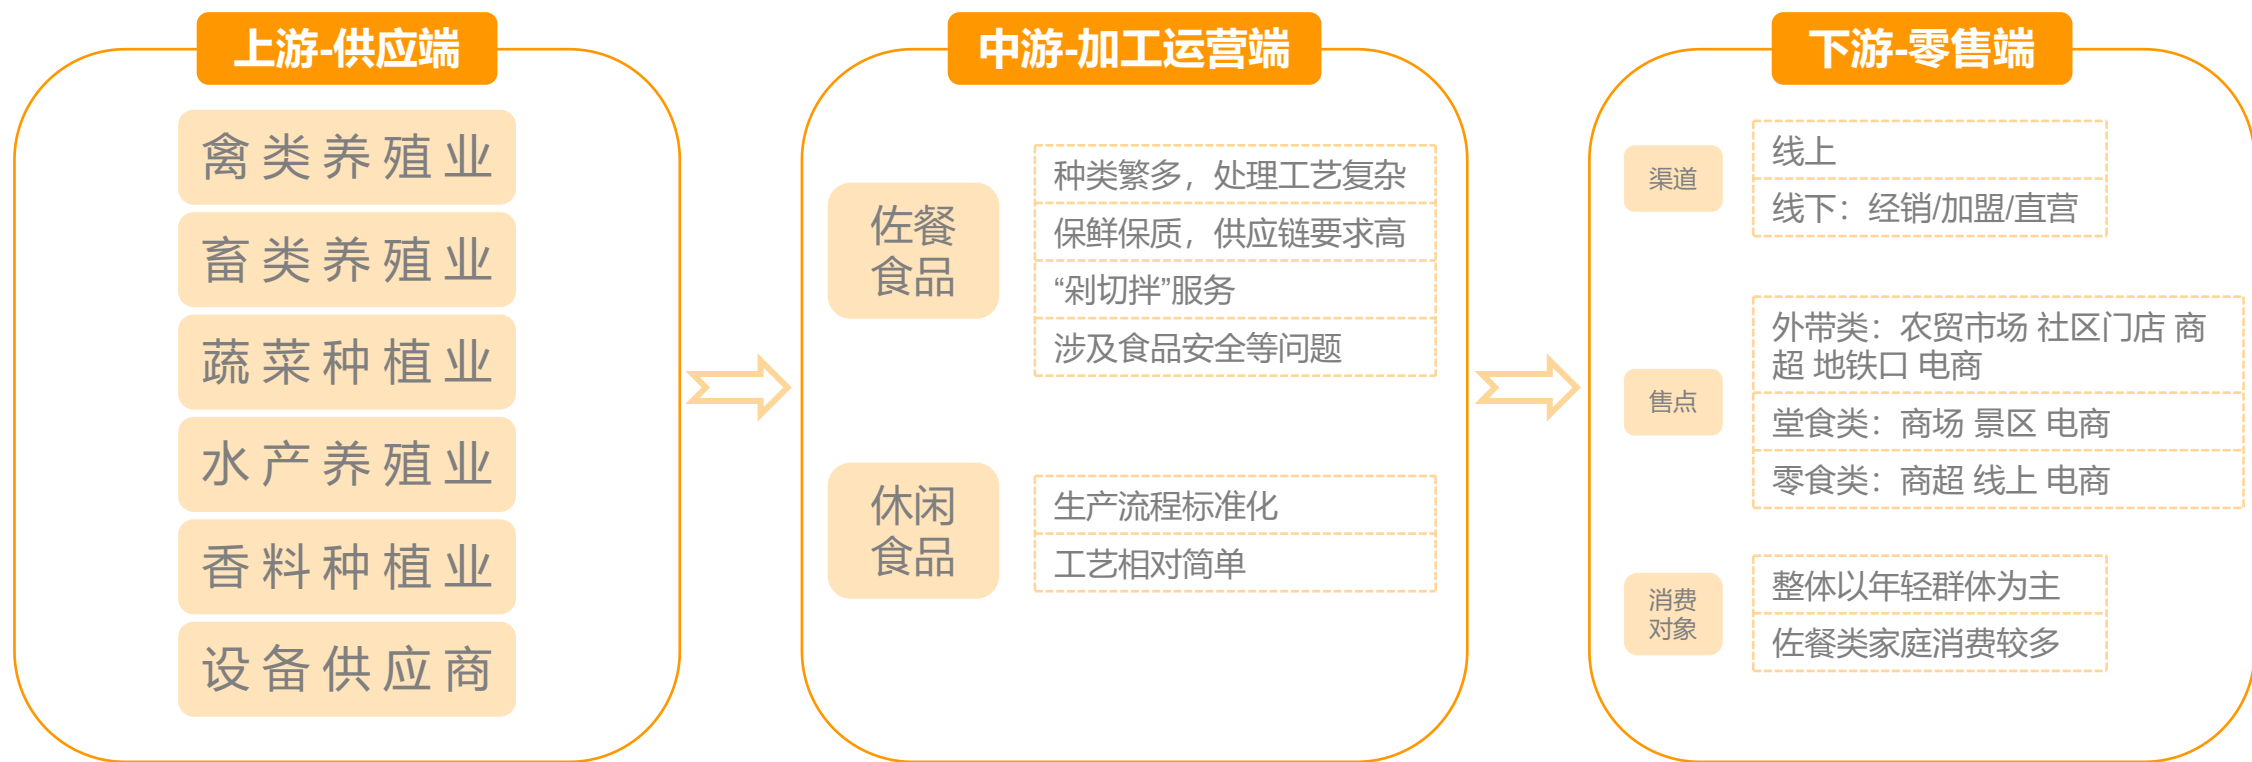 上游-供应端
禽类养殖业
畜类养殖业
蔬菜种植业
水产养殖业
香料种植业
设备供应商
中游-加工运营端
佐餐
食品
种类繁多，处理工艺复杂
保鲜保质，供应链要求高
“剁切拌”服务
涉及食品安全等问题
休闲
食品
生产流程标准化
工艺相对简单
下游-零售端
渠道
线上
线下：经销/加盟/直营
售点
外带类：农贸市场 社区门店 商
超 地铁口 电商
堂食类：商场 景区 电商
零食类：商超 线上 电商
消费
对象
整体以年轻群体为主
佐餐类家庭消费较多